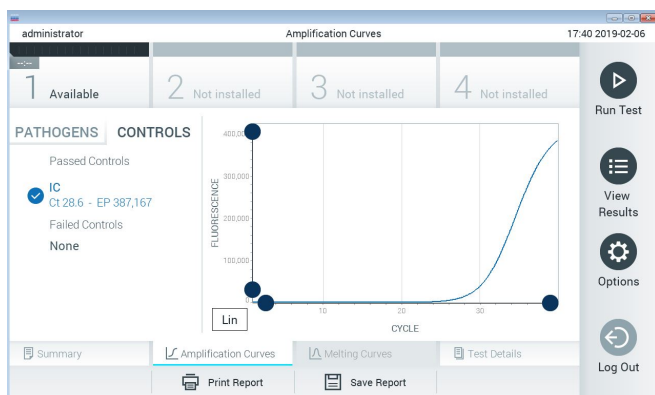 administrator
Amplification Curves
17:40 2019-02-06
--:--
1 Available
2 Not installed
3 Not installed
4 Not installed
Run Test
PATHOGENS
CONTROLS
Passed Controls
IC
Ct 28.6 - EP 387,167
Failed Controls
None
FLUORESCENCE
400,00
300,000
200,000
100,000
0
10
20
30
CYCLE
Lin
View
Results
Options
Log Out
Summary
Amplification Curves
Melting Curves
Test Details
Print Report
Save Report